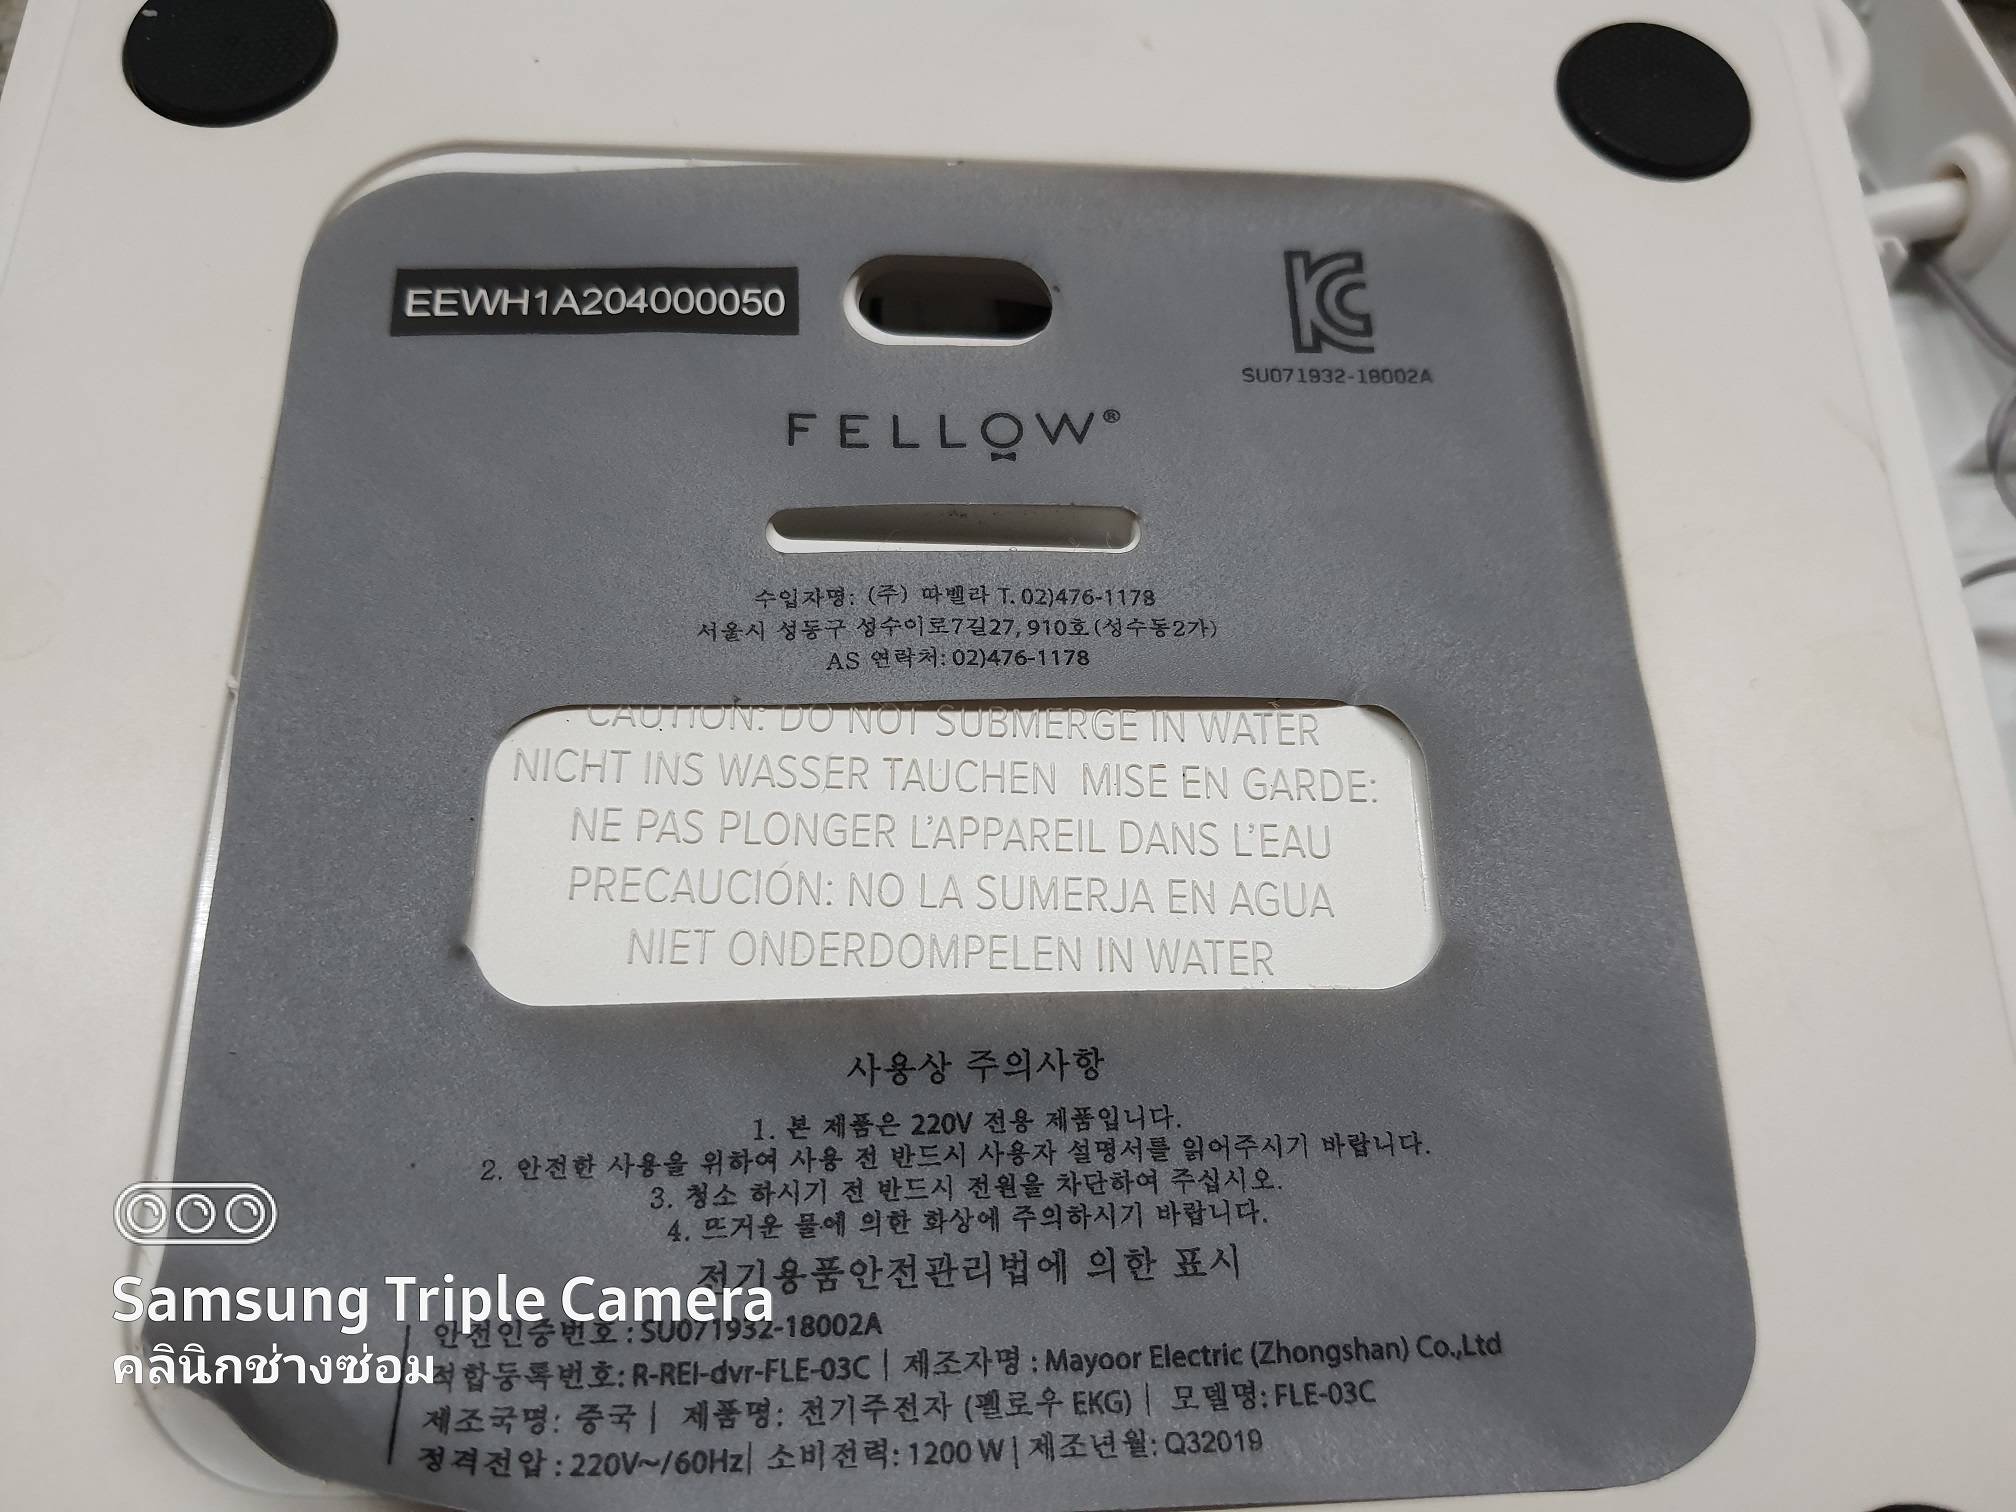 EEWH1A204000050
SU071932-18002A
FELLOW®
수입자명: (주) 따벨라 T. 02)476-1178
서울시 성동구 성수이로7길27, 910호(성수동2가)
AS 연락처: 02)476-1178
CAUTION: DO NOT SUBMERGE IN WATER
NICHT INS WASSER TAUCHEN MISE EN GARDE:
NE PAS PLONGER L'APPAREIL DANS L'EAU
PRECAUCIÓN: NO LA SUMERJA EN AGUA
NIET ONDERDOMPELEN IN WATER
사용상 주의사항
1. 본 제품은 220V 전용 제품입니다.
2. 안전한 사용을 위하여 사용 전 반드시 사용자 설명서를 읽어주시기 바랍니다.
3. 청소 하시기 전 반드시 전원을 차단하여 주십시오.
4. 뜨거운 물에 의한 화상에 주의하시기 바랍니다.
전기용품안전관리법에 의한 표시
안전인증번호 : SU071932-18002A
적합등록번호: R-REI-dvr-FLE-03C | 제조자명 : Mayoor Electric (Zhongshan) Co.,Ltd
제조국명: 중국 | 제품명: 전기주전자 (펠로우 EKG) | 모델명: FLE-03C
정격전압 : 220V~/60Hz| 소비전력: 1200 W | 제조년월: Q32019
Samsung Triple Camera
คลินิกช่างซ่อม